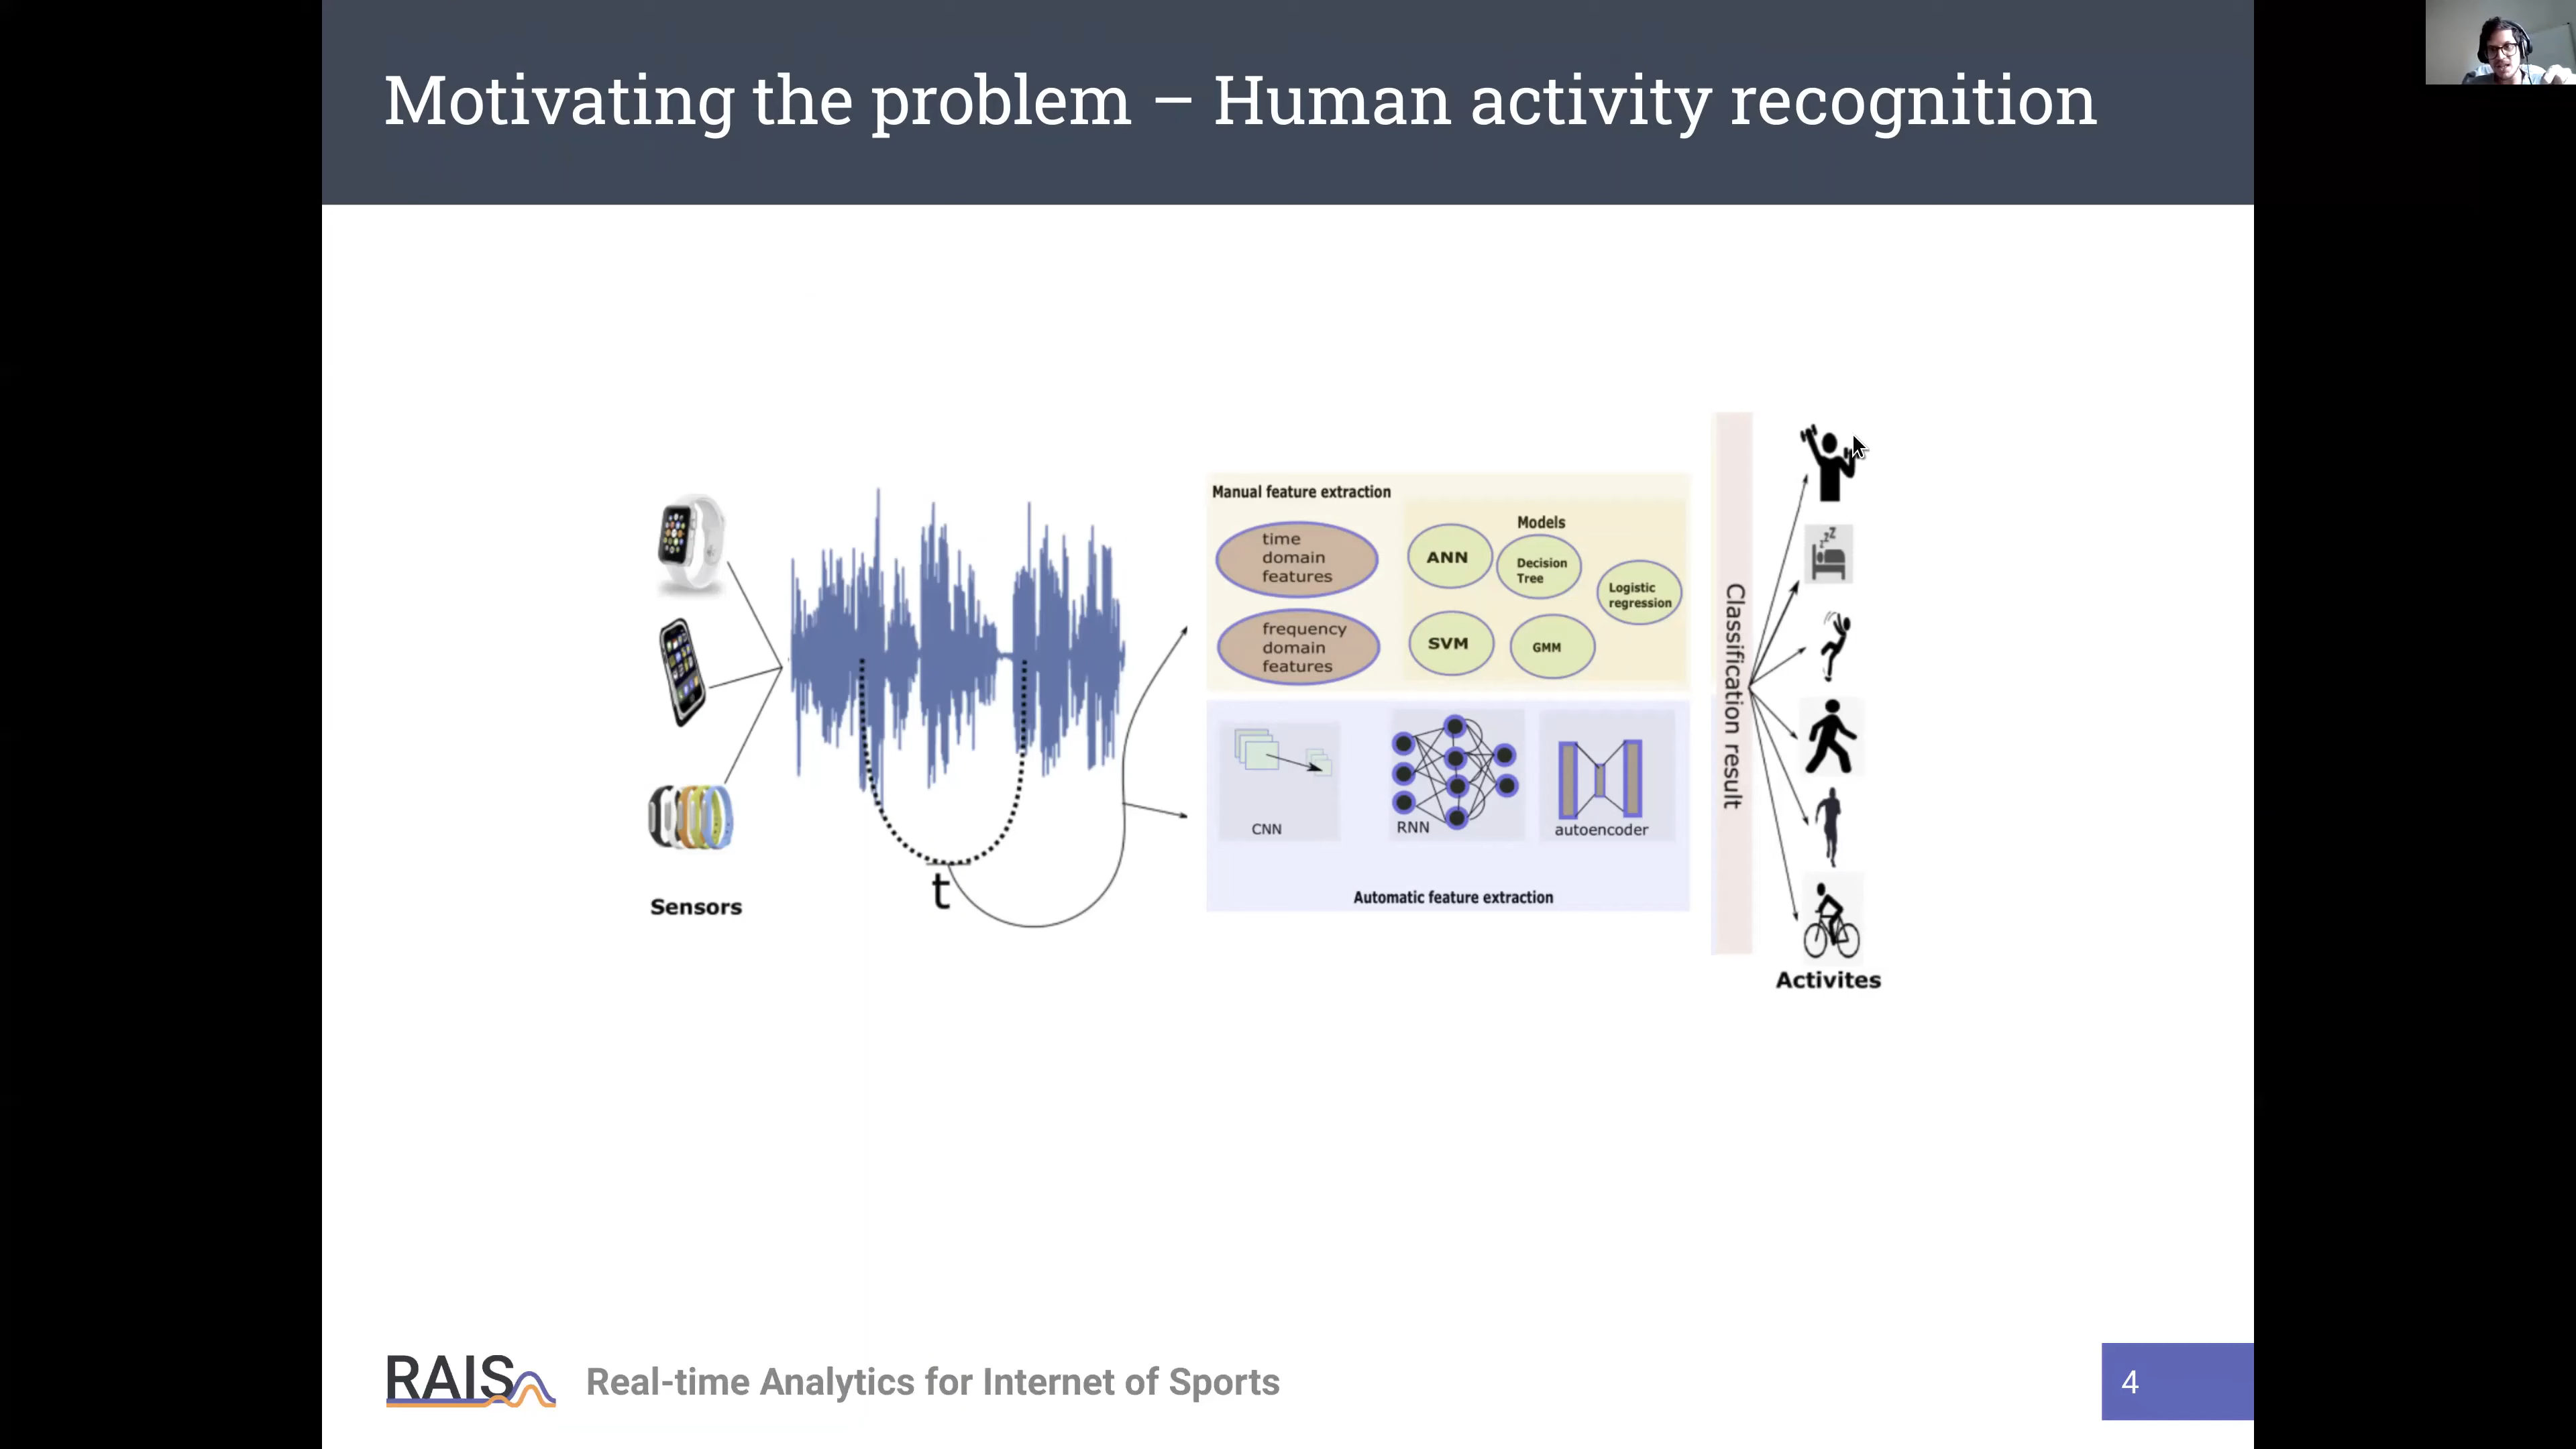 Motivating the problem – Human activity recognition
Sensors
t
Manual feature extraction
time
domain
features
frequency
domain
features
Models
ANN
Decision
Tree
Logistic
regression
SVM
GMM
CNN
RNN
autoencoder
Automatic feature extraction
Classification result
zzZ
Activites
RAIS
Real-time Analytics for Internet of Sports
4